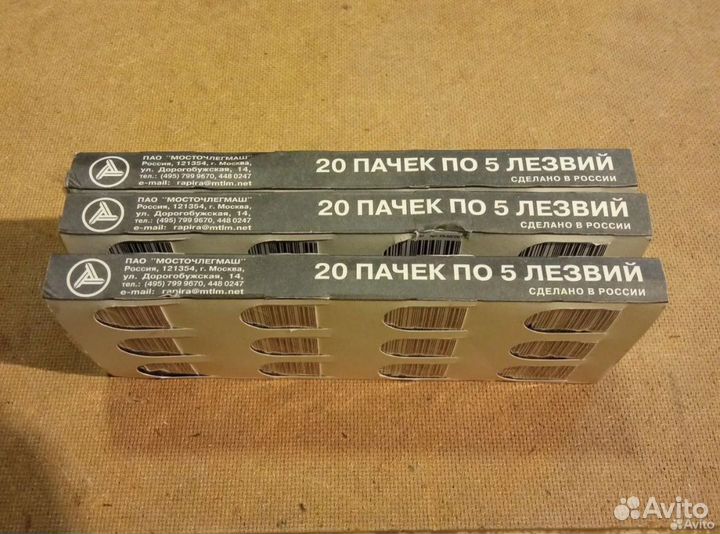 ПАО "МОСТОЧЛЕГМАШ"
Россия, 121354, г. Москва,
ул. Дорогобужская, 14,
тел.: (495) 799 9670, 448 0247
e-mail: rapira@mtlm.net
20 ПАЧЕК ПО 5 ЛЕЗВИЙ
СДЕЛАНО В РОССИИ
ПАО "МОСТОЧЛЕГМАШ"
Россия, 121354, г. Москва,
ул. Дорогобужская, 14,
тел.: (495) 799 9670, 448 0247
e-mail: rapira@mtlm.net
20 ПАЧЕК ПО 5 ЛЕЗВИЙ
СДЕЛАНО В РОССИИ
ПАО "МОСТОЧЛЕГМАШ"
Россия, 121354, г. Москва,
ул. Дорогобужская, 14,
тел.: (495) 799 9670, 448 0247
e-mail: rapira@mtlm.net
20 ПАЧЕК ПО 5 ЛЕЗВИЙ
СДЕЛАНО В РОССИИ
Avito
Avito